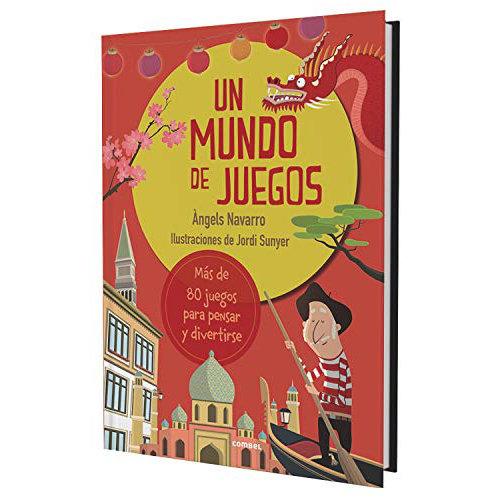 UN
MUNDO
DE JUEGOS
Àngels Navarro
Ilustraciones de Jordi Sunyer
Más de
80 juegos
para pensar
y divertirse
COMBEL